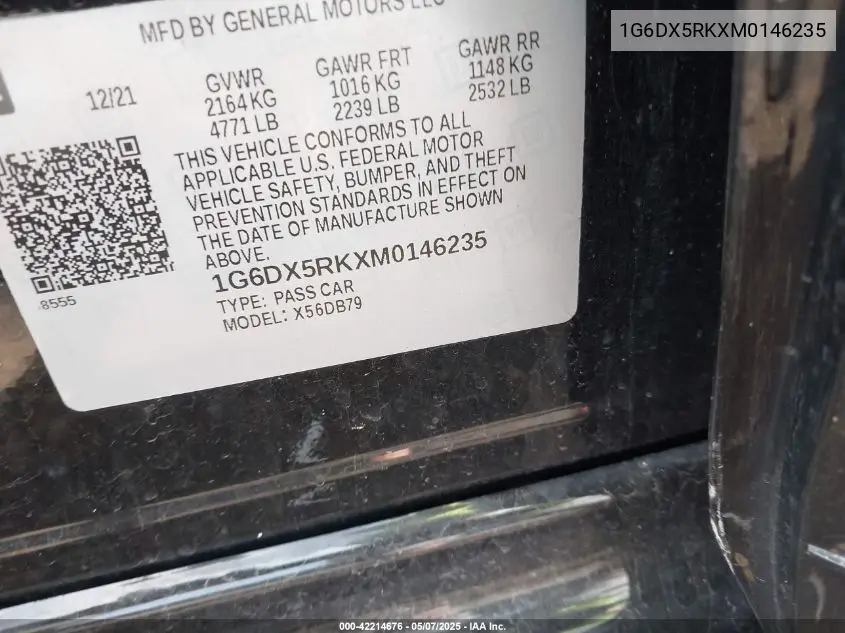 1G6DX5RKXM0146235
MFD BY GENERAL MOTORS LLC
12/21
GVWR
2164 KG
4771 LB
GAWR FRT
1016 KG
2239 LB
GAWR RR
1148 KG
2532 LB
THIS VEHICLE CONFORMS TO ALL
APPLICABLE U.S. FEDERAL MOTOR
VEHICLE SAFETY, BUMPER, AND THEFT
PREVENTION STANDARDS IN EFFECT ON
THE DATE OF MANUFACTURE SHOWN
ABOVE.
1G6DX5RKXM0146235
TYPE: PASS CAR
MODEL: X56DB79
8555
000-42214676 - 05/07/2025 - IAA Inc.